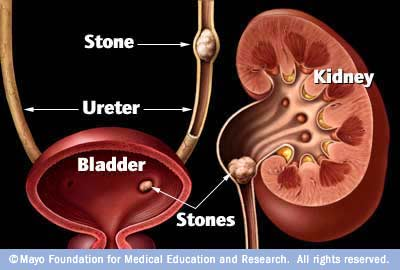 Stone
Kidney
Ureter
Bladder
Stones
©Mayo Foundation for Medical Education and Research. All rights reserved.